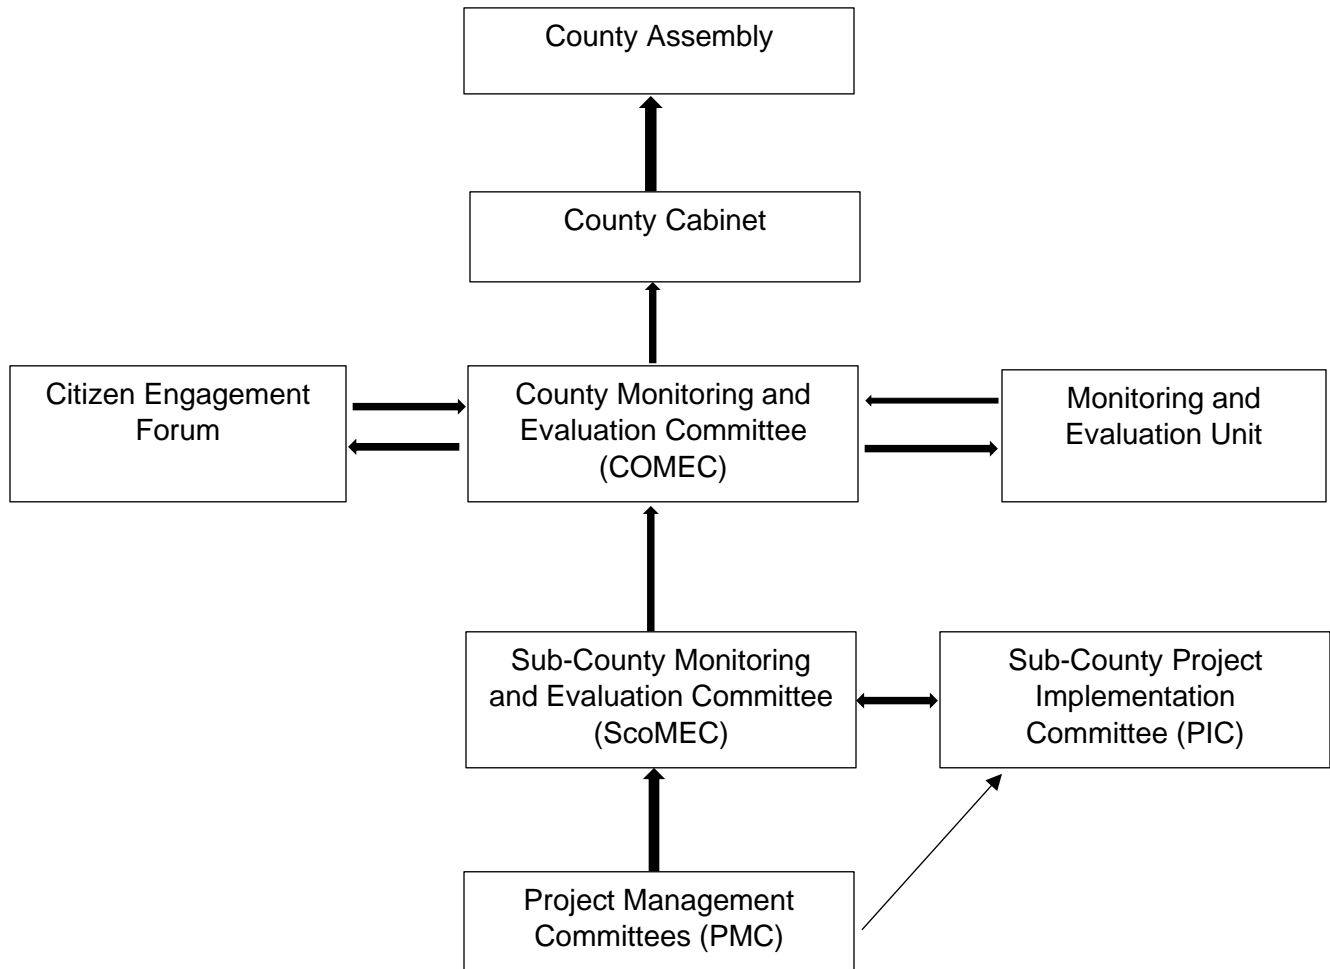 County Assembly
County Cabinet
Citizen Engagement
Forum
County Monitoring and
Evaluation Committee
(COMEC)
Monitoring and
Evaluation Unit
Sub-County Monitoring
and Evaluation Committee
(ScoMEC)
Sub-County Project
Implementation
Committee (PIC)
Project Management
Committees (PMC)